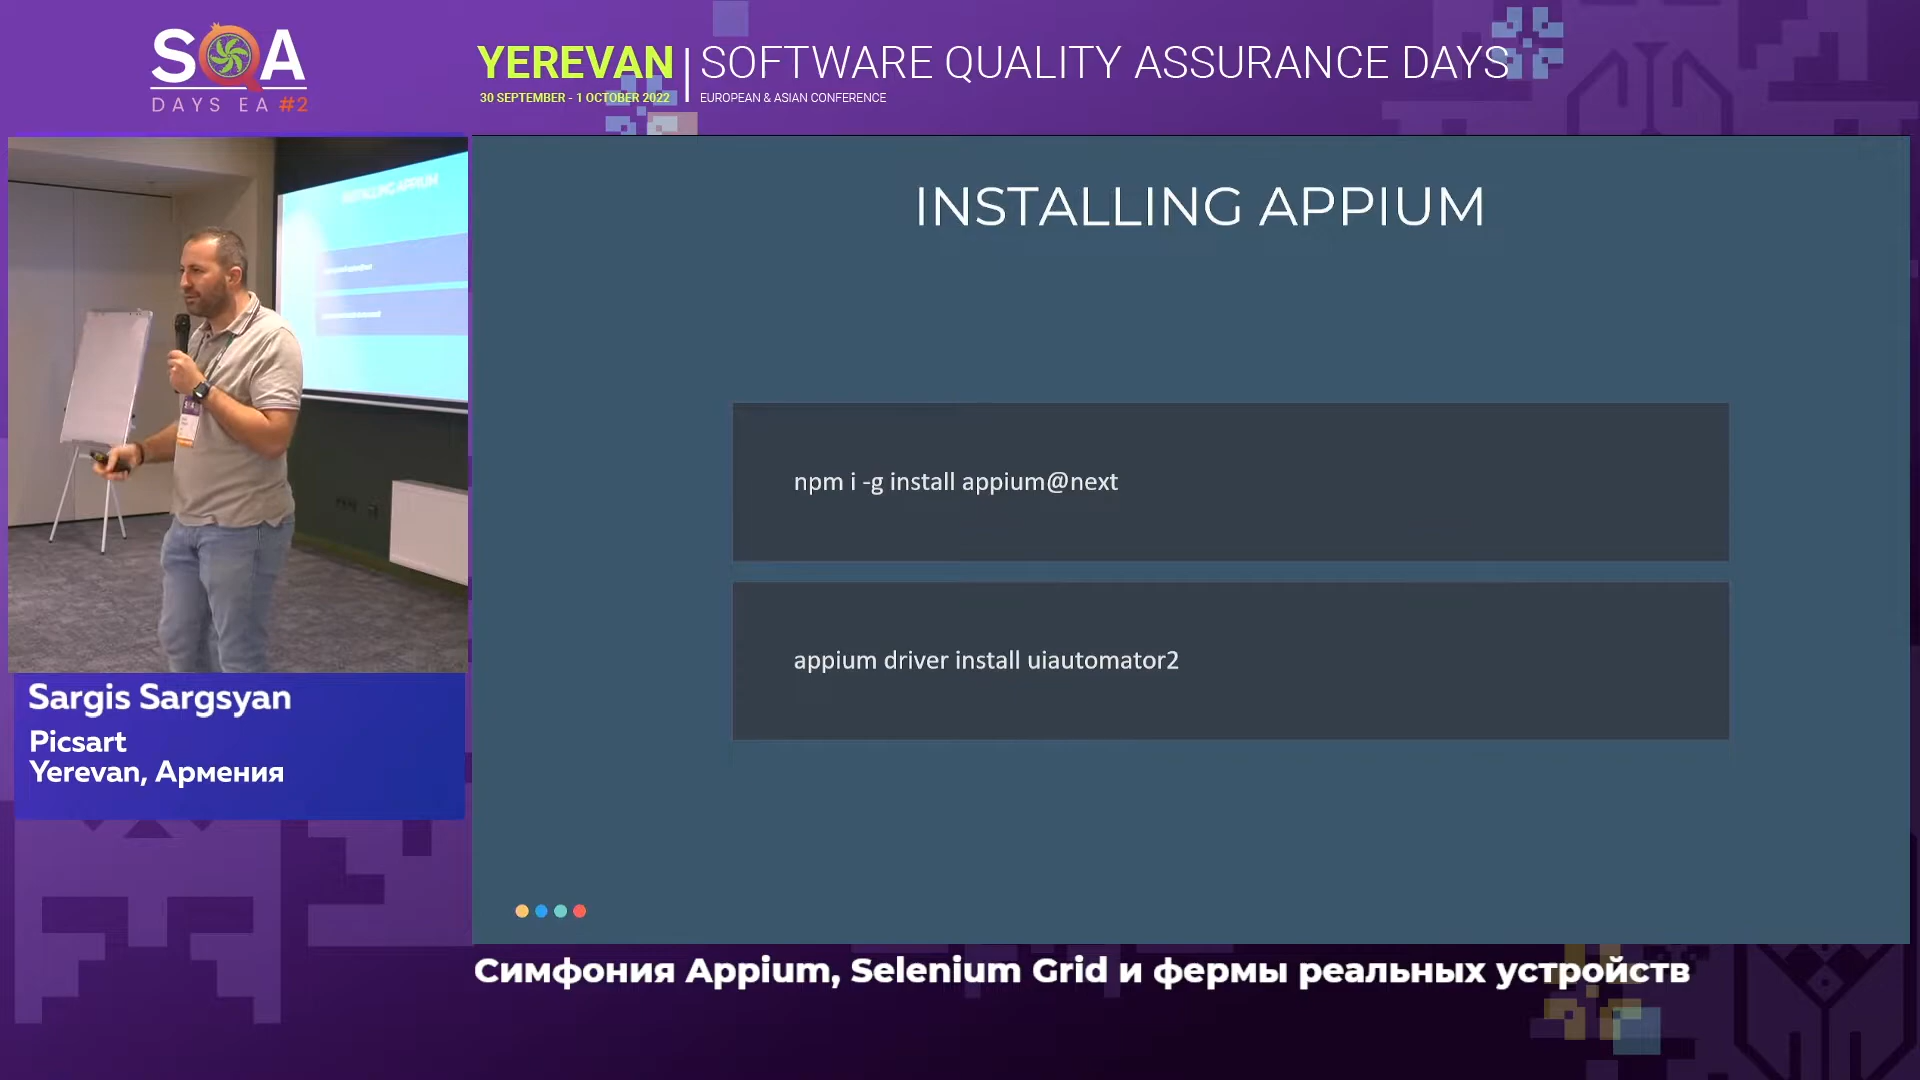 SQA
DAYS EA #2
YEREVAN
30 SEPTEMBER - 1 OCTOBER 2022
SOFTWARE QUALITY ASSURANCE DAYS
EUROPEAN & ASIAN CONFERENCE
INSTALLING APPIUM
INSTALLING APPIUM
npm i -g install appium@next
appium driver install uiautomator2
Sargis Sargsyan
Picsart
Yerevan, Армения
Симфония Appium, Selenium Grid и фермы реальных устройств